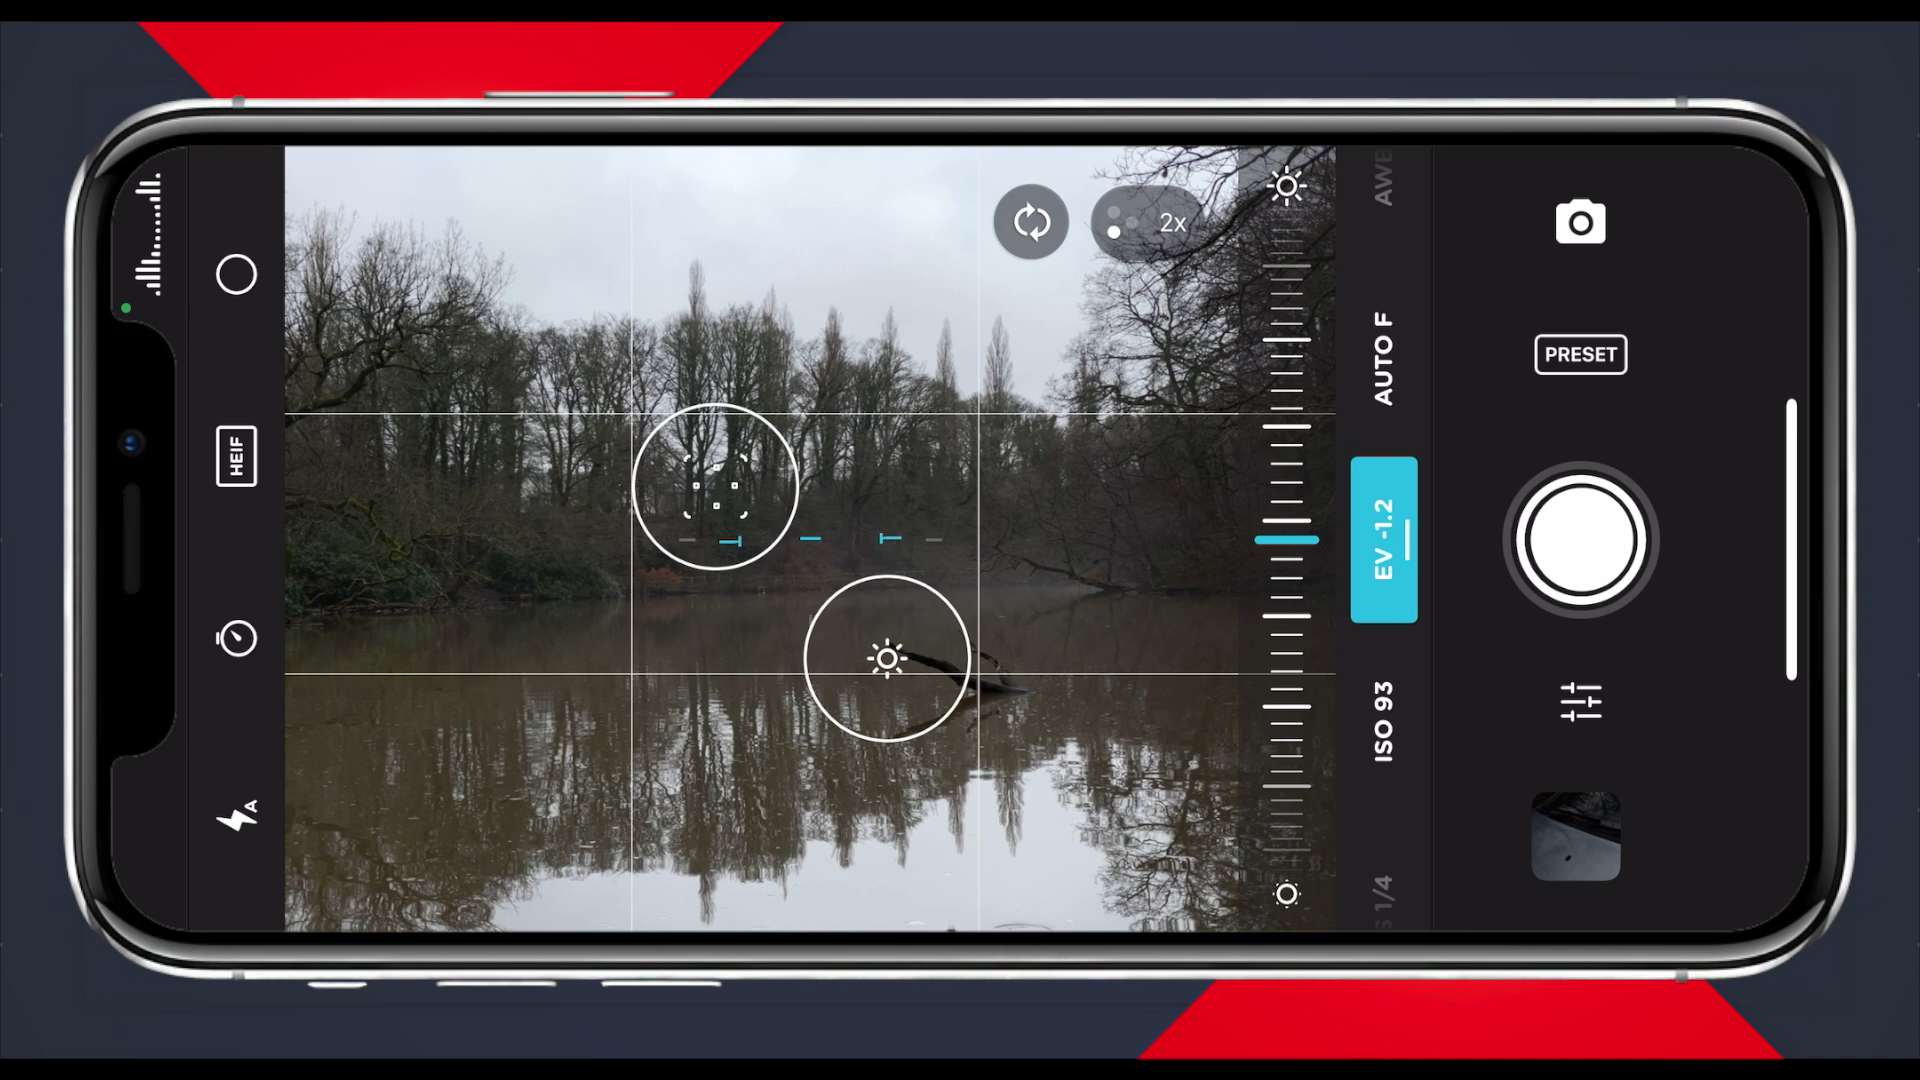 2x
AWB
AUTO F
PRESET
HEIF
EV -1.2
ISO 93
A
S 1/4